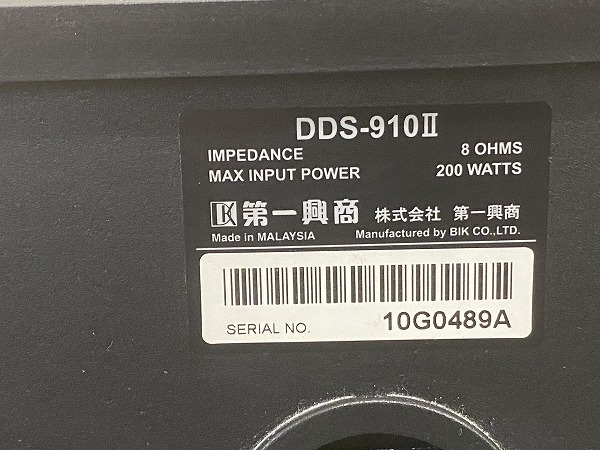 DDS-910Ⅱ
IMPEDANCE 8 OHMS
MAX INPUT POWER 200 WATTS
DK 第一興商 株式会社 第一興商
Made in MALAYSIA Manufactured by BIK CO.,LTD.
SERIAL NO. 10G0489A